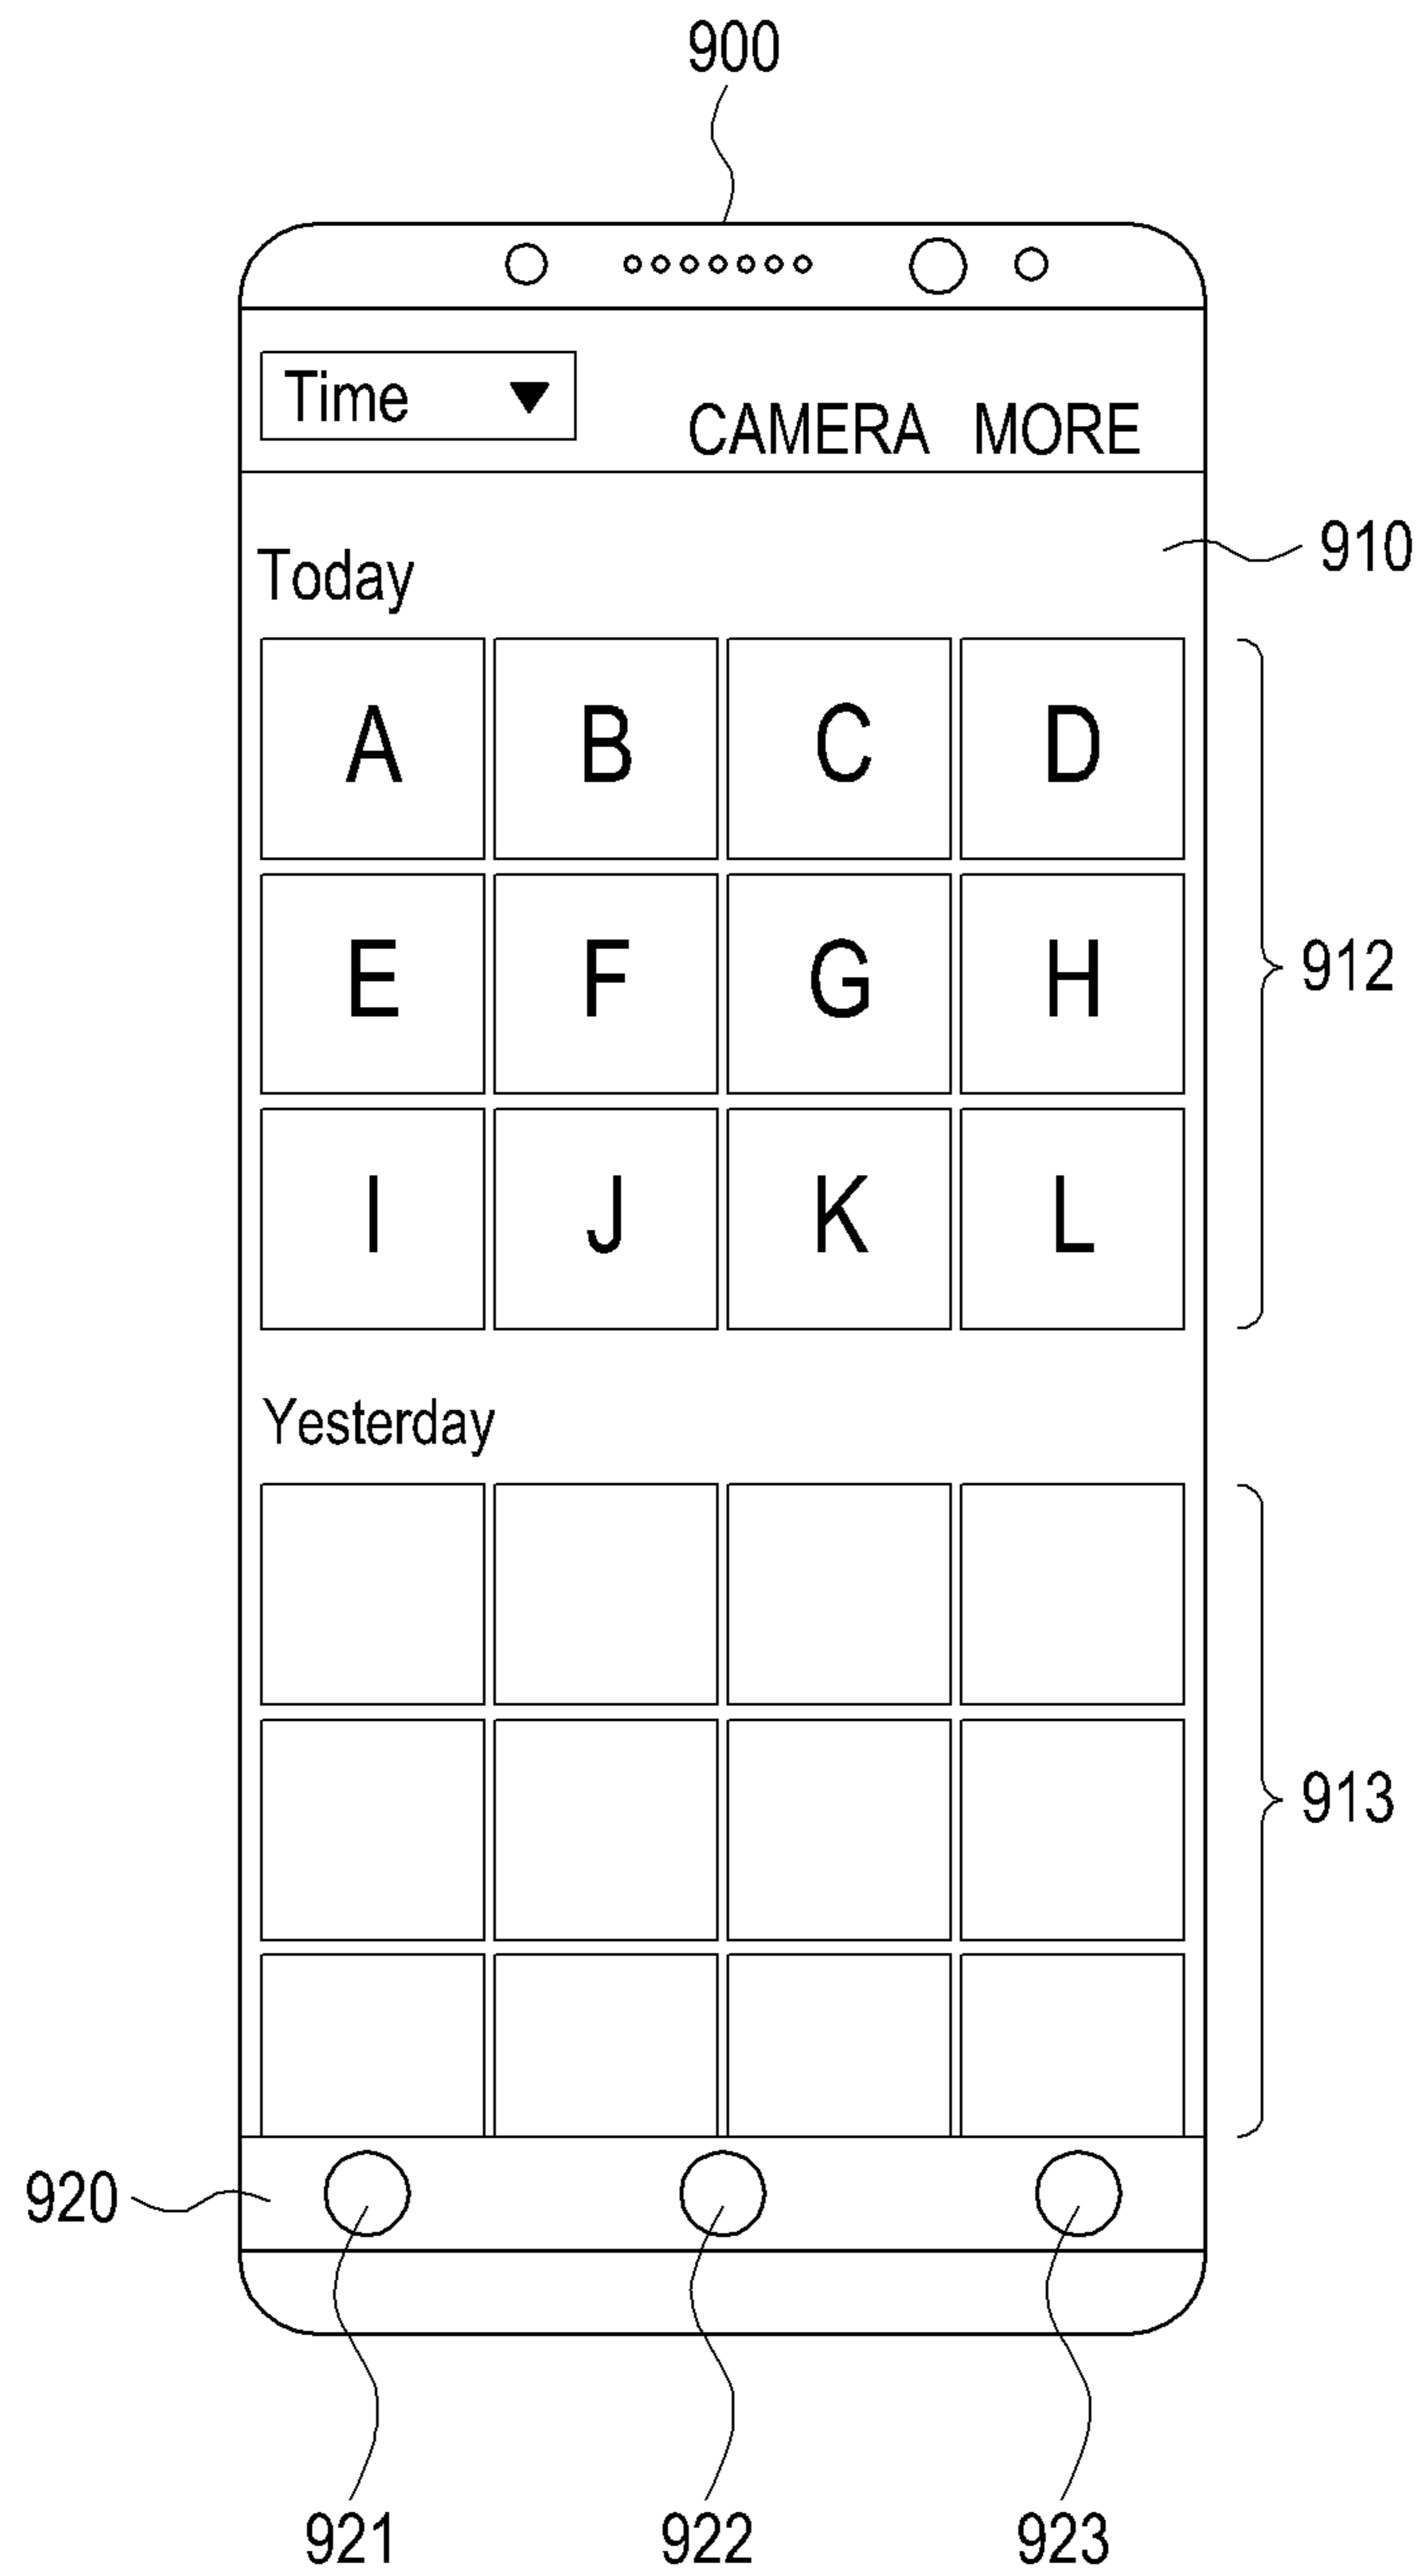 900
Time ▼
CAMERA MORE
910
Today
A B C D
E F G H
912
I J K L
Yesterday
913
920
921 922 923